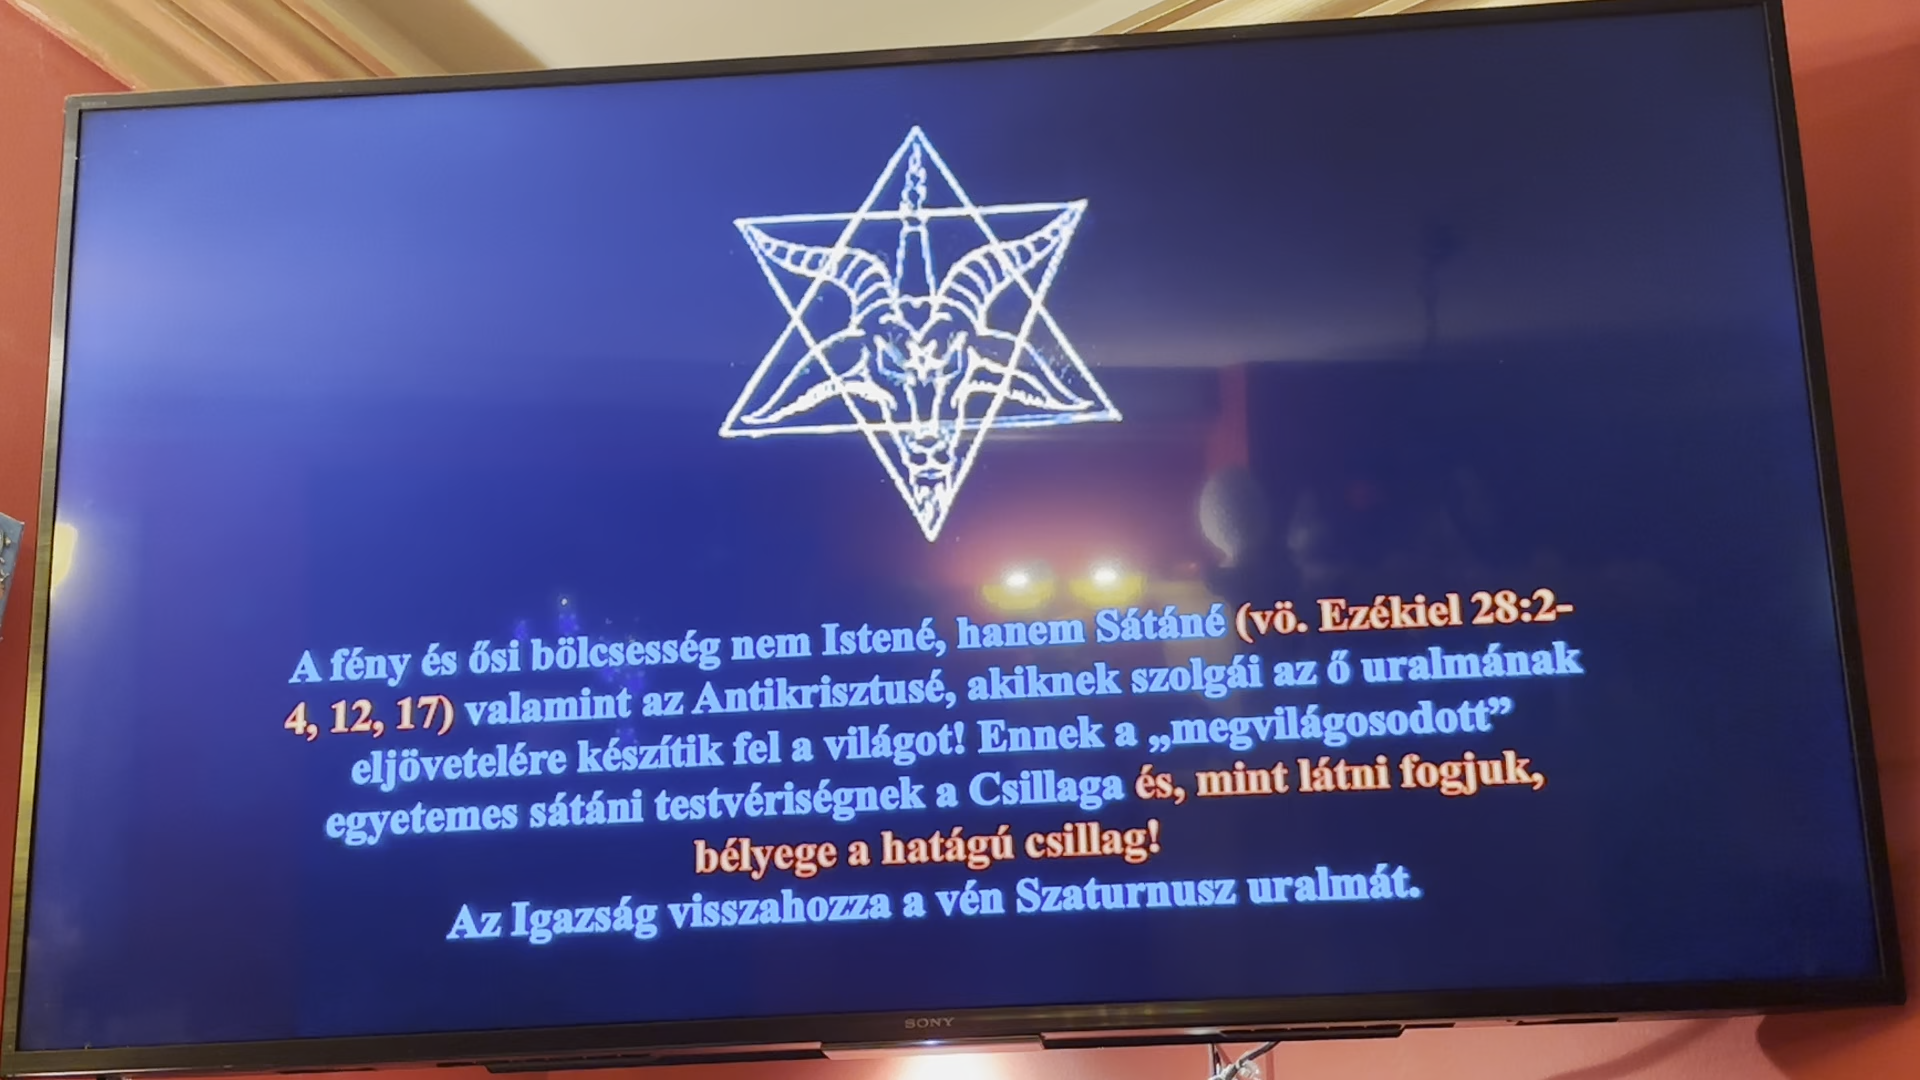 A fény és ősi bölcsesség nem Istené, hanem Sátáné (vö. Ezékiel 28:2-
4, 12, 17) valamint az Antikrisztusé, akiknek szolgái az ő uralmának
eljövetelére készítik fel a világot! Ennek a „megvilágosodott”
egyetemes sátáni testvériségnek a Csillaga és, mint látni fogjuk,
bélyege a hatágú csillag!
Az Igazság visszahozza a vén Szaturnusz uralmát.
SONY